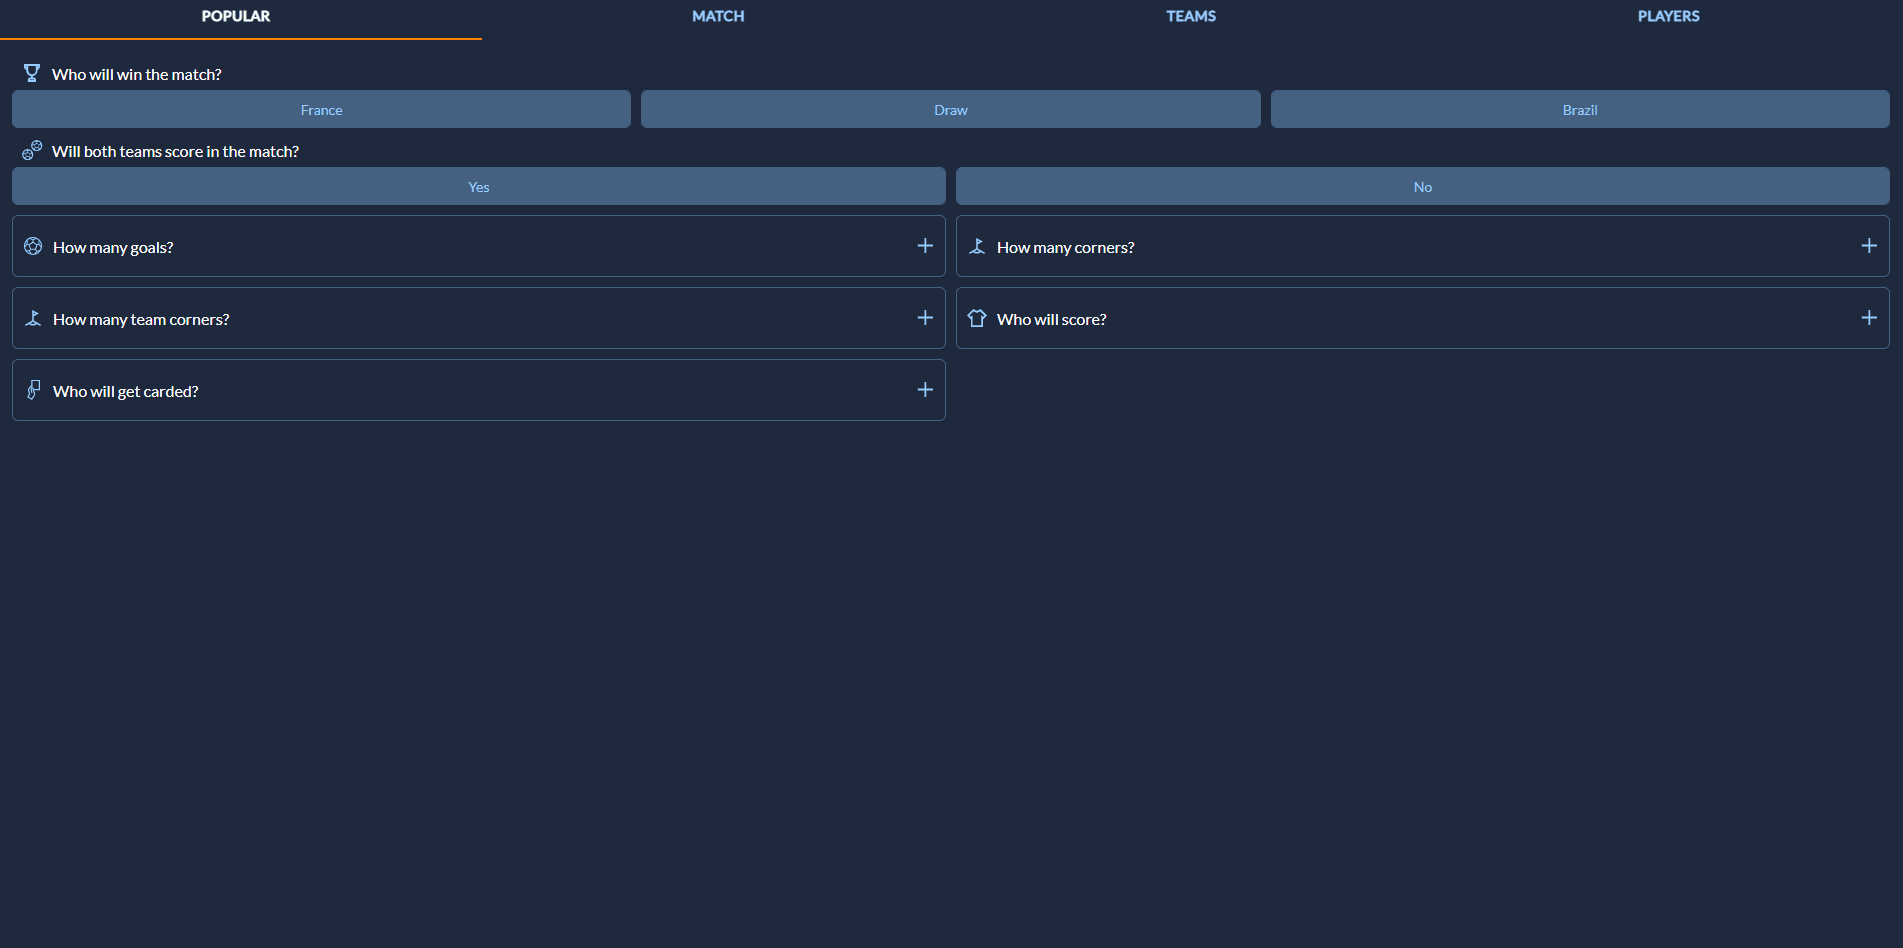 POPULAR MATCH TEAMS PLAYERS
Who will win the match?
France Draw Brazil
Will both teams score in the match?
Yes No
How many goals? How many corners?
How many team corners? Who will score?
Who will get carded?